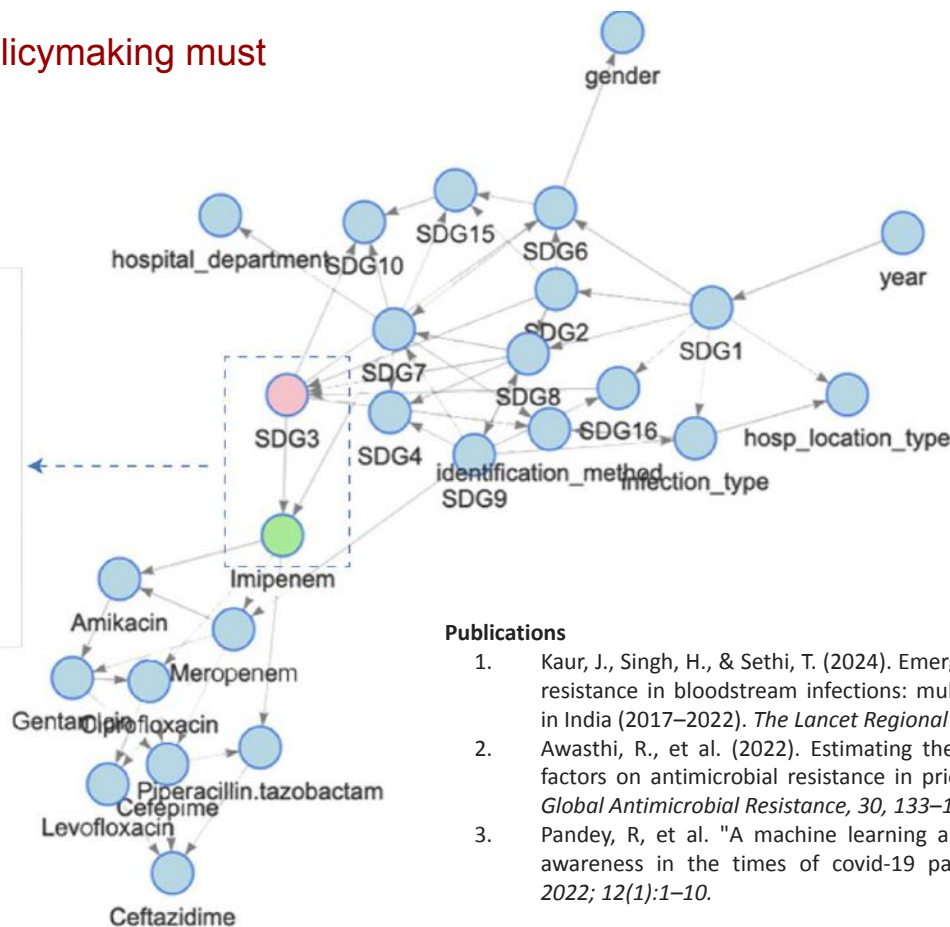 licymaking must
gender
SDG15
SDG6
hospital_department
SDG10
year
SDG2
SDG1
SDG7
SDG8
SDG3
SDG4
SDG16
hosp_location_type
identification_method
infection_type
SDG9
Imipenem
Amikacin
Meropenem
Gentamicin
Ciprofloxacin
Piperacillin.tazobactam
Cefepime
Levofloxacin
Ceftazidime
Publications
1. Kaur, J., Singh, H., & Sethi, T. (2024). Emerg
resistance in bloodstream infections: mul
in India (2017–2022). The Lancet Regional
2. Awasthi, R., et al. (2022). Estimating the
factors on antimicrobial resistance in prio
Global Antimicrobial Resistance, 30, 133–1
3. Pandey, R, et al. "A machine learning a
awareness in the times of covid-19 pa
2022; 12(1):1–10.